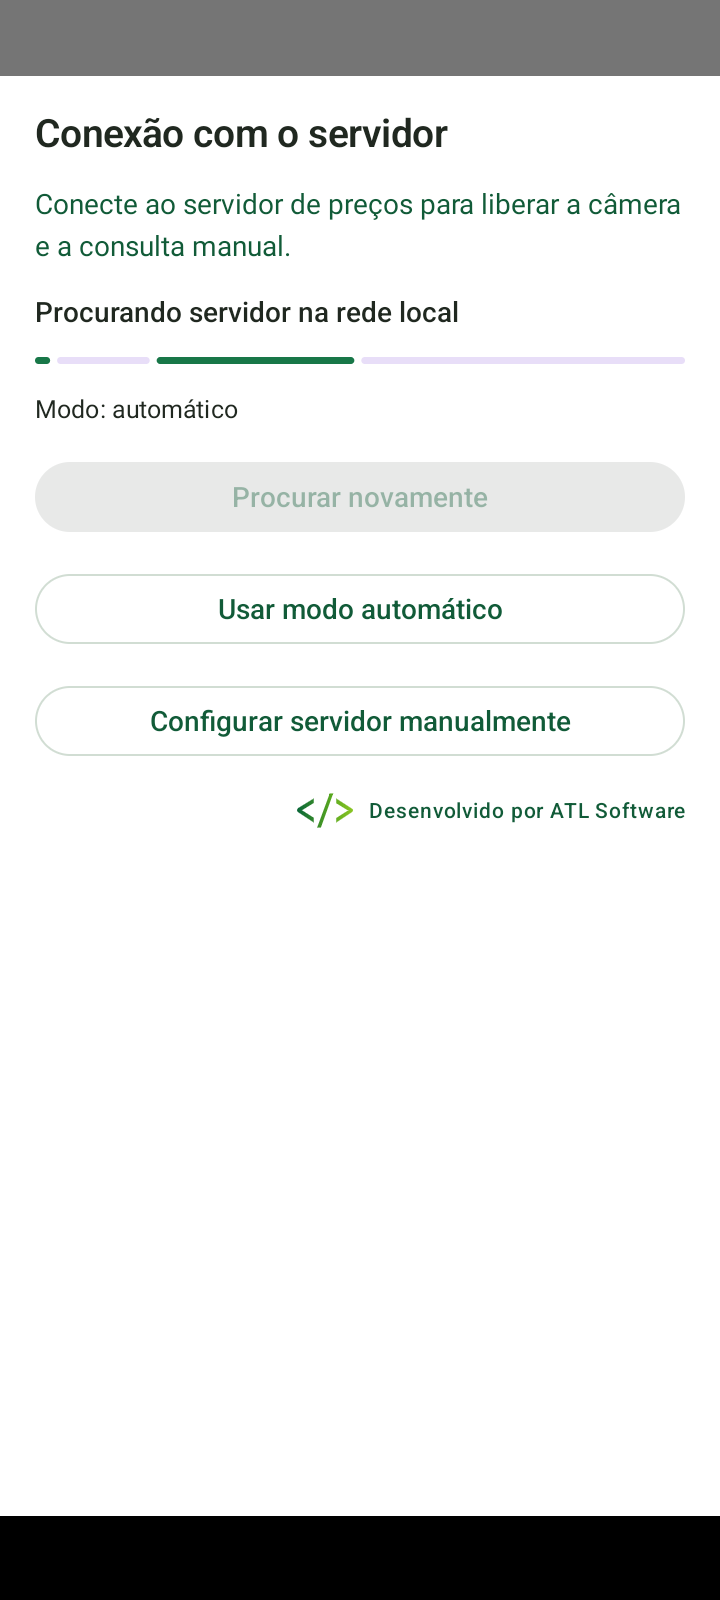 Conexão com o servidor
Conecte ao servidor de preços para liberar a câmera
e a consulta manual.
Procurando servidor na rede local
Modo: automático
Procurar novamente
Usar modo automático
Configurar servidor manualmente
</> Desenvolvido por ATL Software